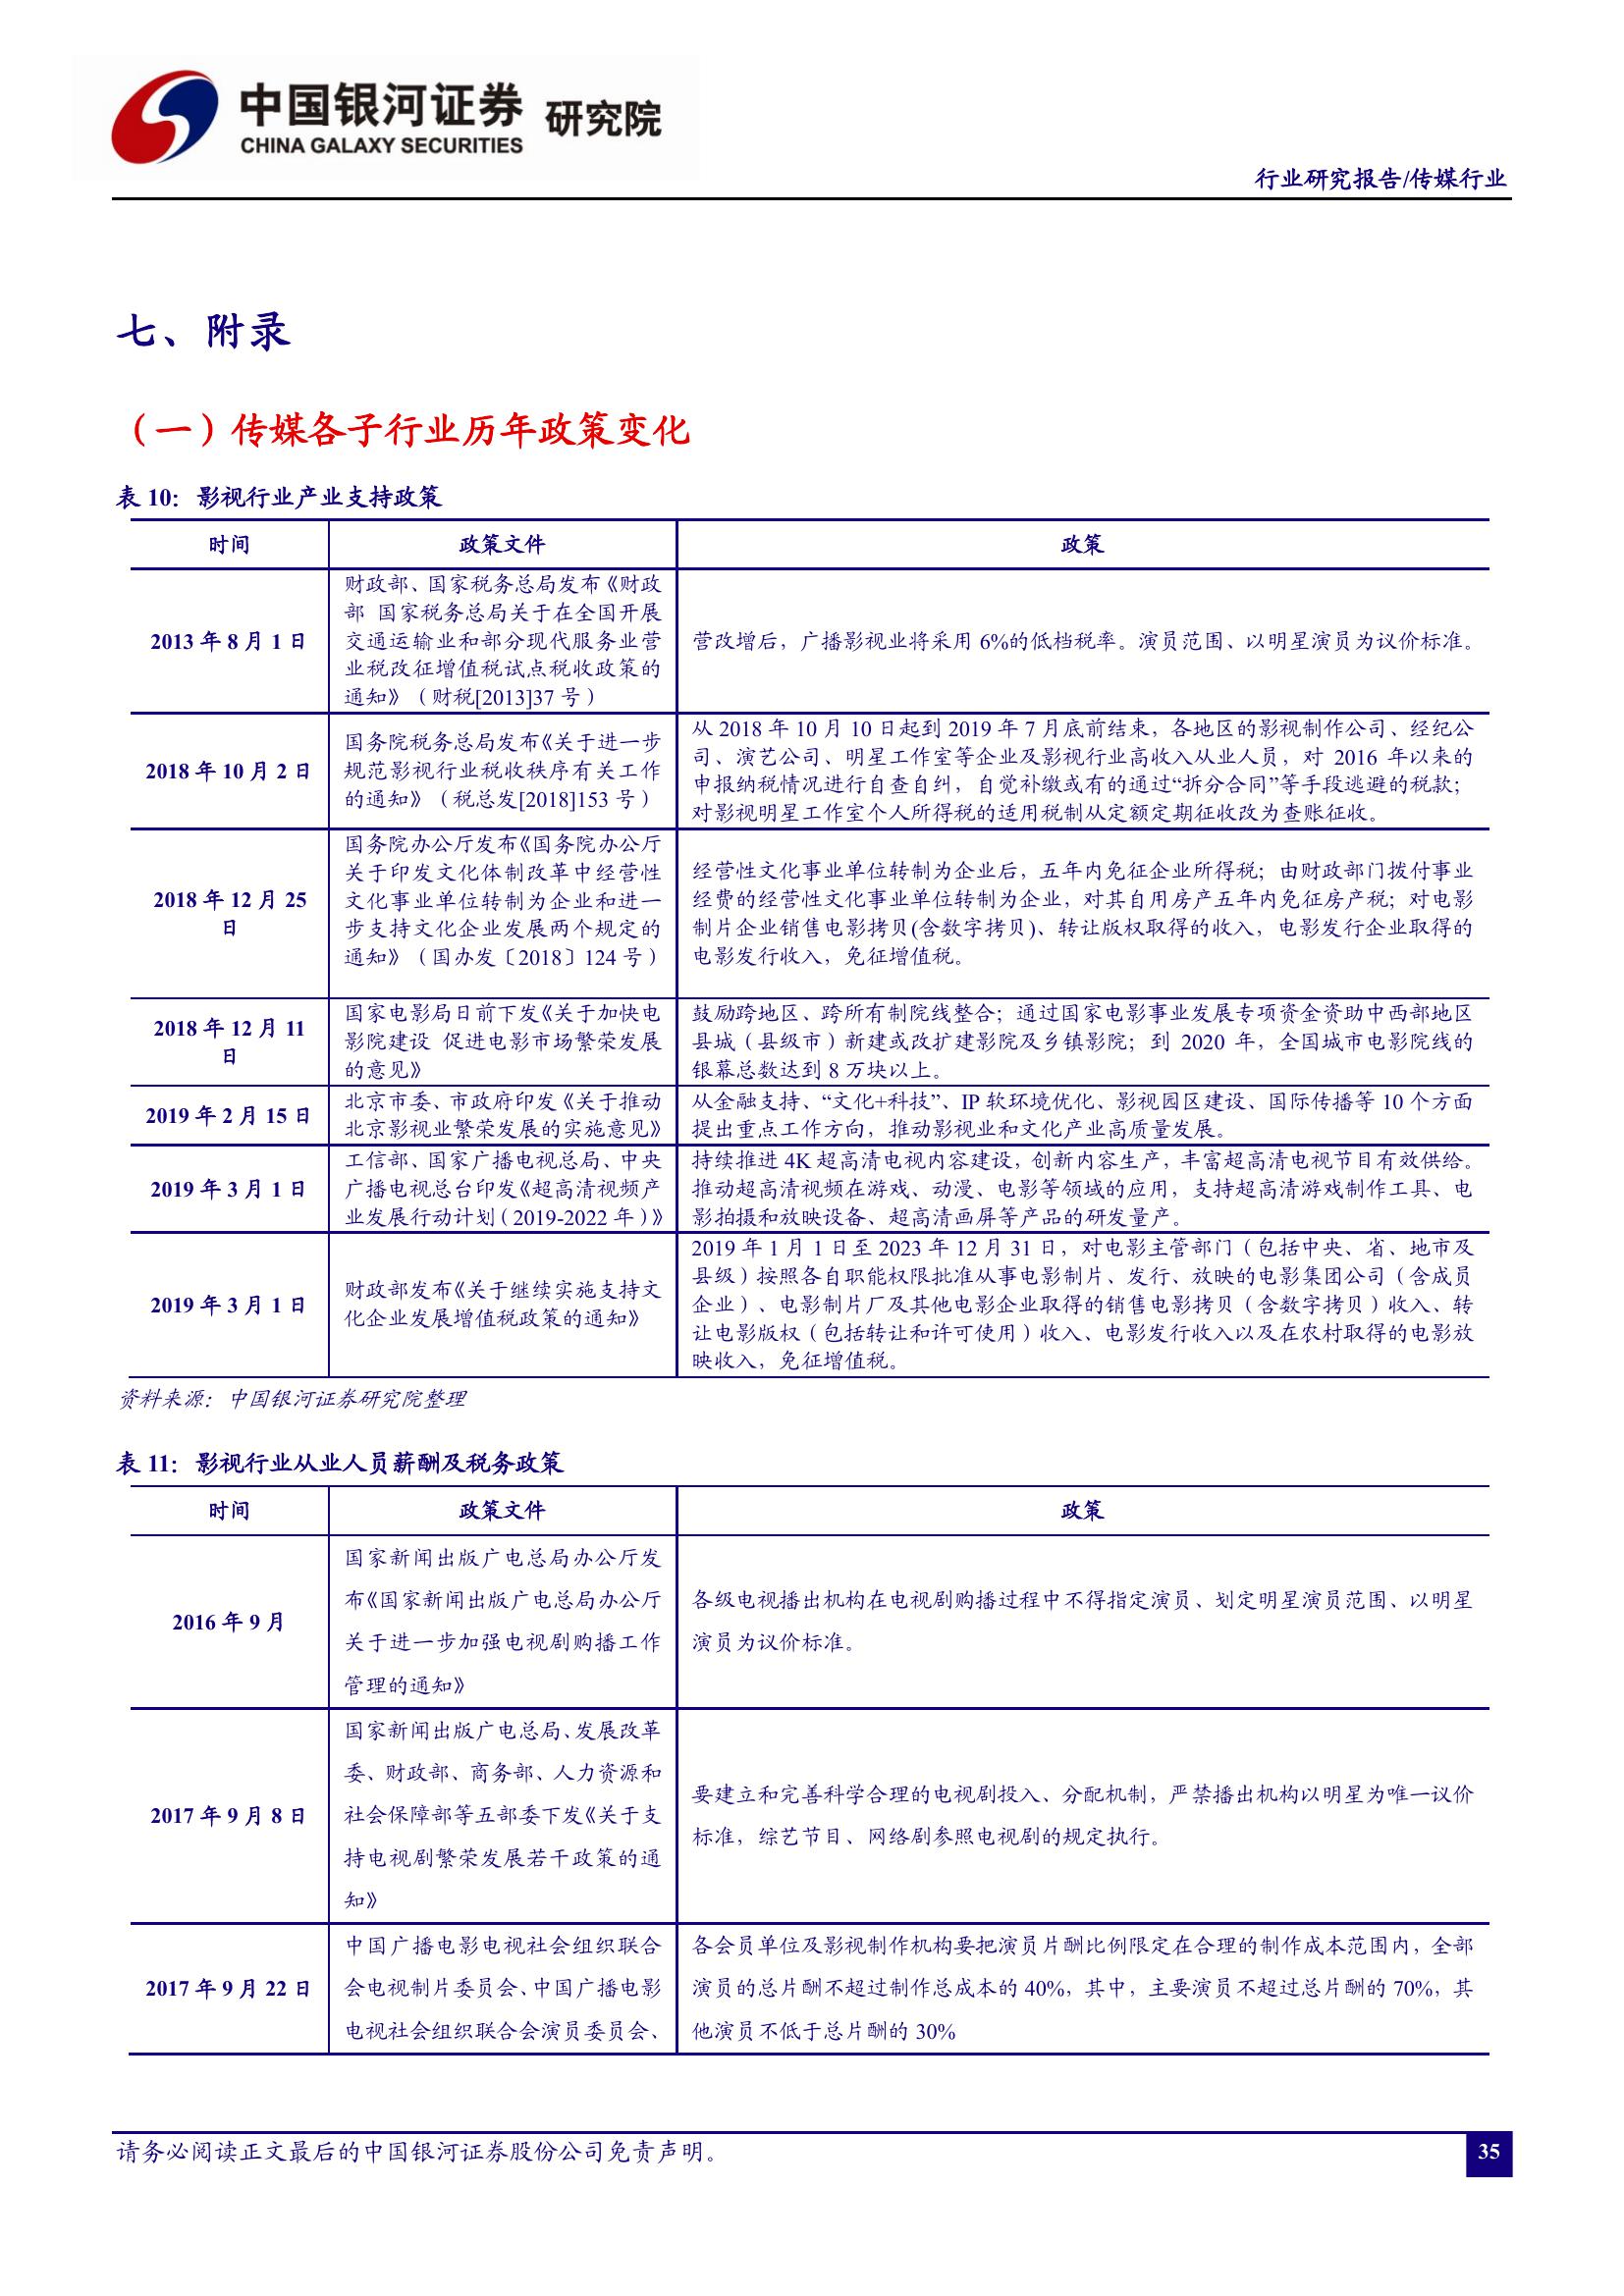 中国银河证券 研究院
CHINA GALAXY SECURITIES
行业研究报告/传媒行业
七、附录
（一）传媒各子行业历年政策变化
表 10：影视行业产业支持政策
时间 政策文件 政策
2013 年 8 月 1 日
财政部、国家税务总局发布《财政
部 国家税务总局关于在全国开展
交通运输业和部分现代服务业营
业税改征增值税试点税收政策的
通知》（财税[2013]37 号）
营改增后，广播影视业将采用 6%的低档税率。演员范围、以明星演员为议价标准。
2018 年 10 月 2 日
国务院税务总局发布《关于进一步
规范影视行业税收秩序有关工作
的通知》（税总发[2018]153 号）
从 2018 年 10 月 10 日起到 2019 年 7 月底前结束，各地区的影视制作公司、经纪公
司、演艺公司、明星工作室等企业及影视行业高收入从业人员，对 2016 年以来的
申报纳税情况进行自查自纠，自觉补缴或有的通过“拆分合同”等手段逃避的税款；
对影视明星工作室个人所得税的适用税制从定额定期征收改为查账征收。
2018 年 12 月 25
日
国务院办公厅发布《国务院办公厅
关于印发文化体制改革中经营性
文化事业单位转制为企业和进一
步支持文化企业发展两个规定的
通知》（国办发〔2018〕124 号）
经营性文化事业单位转制为企业后，五年内免征企业所得税；由财政部门拨付事业
经费的经营性文化事业单位转制为企业，对其自用房产五年内免征房产税；对电影
制片企业销售电影拷贝(含数字拷贝)、转让版权取得的收入，电影发行企业取得的
电影发行收入，免征增值税。
2018 年 12 月 11
日
国家电影局日前下发《关于加快电
影院建设 促进电影市场繁荣发展
的意见》
鼓励跨地区、跨所有制院线整合；通过国家电影事业发展专项资金资助中西部地区
县城（县级市）新建或改扩建影院及乡镇影院；到 2020 年，全国城市电影院线的
银幕总数达到 8 万块以上。
2019 年 2 月 15 日
北京市委、市政府印发《关于推动
北京影视业繁荣发展的实施意见》
从金融支持、“文化+科技”、IP 软环境优化、影视园区建设、国际传播等 10 个方面
提出重点工作方向，推动影视业和文化产业高质量发展。
2019 年 3 月 1 日
工信部、国家广播电视总局、中央
广播电视总台印发《超高清视频产
业发展行动计划（2019-2022 年）》
持续推进 4K 超高清电视内容建设，创新内容生产，丰富超高清电视节目有效供给。
推动超高清视频在游戏、动漫、电影等领域的应用，支持超高清游戏制作工具、电
影拍摄和放映设备、超高清画屏等产品的研发量产。
2019 年 3 月 1 日
财政部发布《关于继续实施支持文
化企业发展增值税政策的通知》
2019 年 1 月 1 日至 2023 年 12 月 31 日，对电影主管部门（包括中央、省、地市及
县级）按照各自职能权限批准从事电影制片、发行、放映的电影集团公司（含成员
企业）、电影制片厂及其他电影企业取得的销售电影拷贝（含数字拷贝）收入、转
让电影版权（包括转让和许可使用）收入、电影发行收入以及在农村取得的电影放
映收入，免征增值税。
资料来源：中国银河证券研究院整理
表 11：影视行业从业人员薪酬及税务政策
时间 政策文件 政策
2016 年 9 月
国家新闻出版广电总局办公厅发
布《国家新闻出版广电总局办公厅
关于进一步加强电视剧购播工作
管理的通知》
各级电视播出机构在电视剧购播过程中不得指定演员、划定明星演员范围、以明星
演员为议价标准。
2017 年 9 月 8 日
国家新闻出版广电总局、发展改革
委、财政部、商务部、人力资源和
社会保障部等五部委下发《关于支
持电视剧繁荣发展若干政策的通
知》
要建立和完善科学合理的电视剧投入、分配机制，严禁播出机构以明星为唯一议价
标准，综艺节目、网络剧参照电视剧的规定执行。
2017 年 9 月 22 日
中国广播电影电视社会组织联合
会电视制片委员会、中国广播电影
电视社会组织联合会演员委员会、
各会员单位及影视制作机构要把演员片酬比例限定在合理的制作成本范围内，全部
演员的总片酬不超过制作总成本的 40%，其中，主要演员不超过总片酬的 70%，其
他演员不低于总片酬的 30%
请务必阅读正文最后的中国银河证券股份公司免责声明。
35